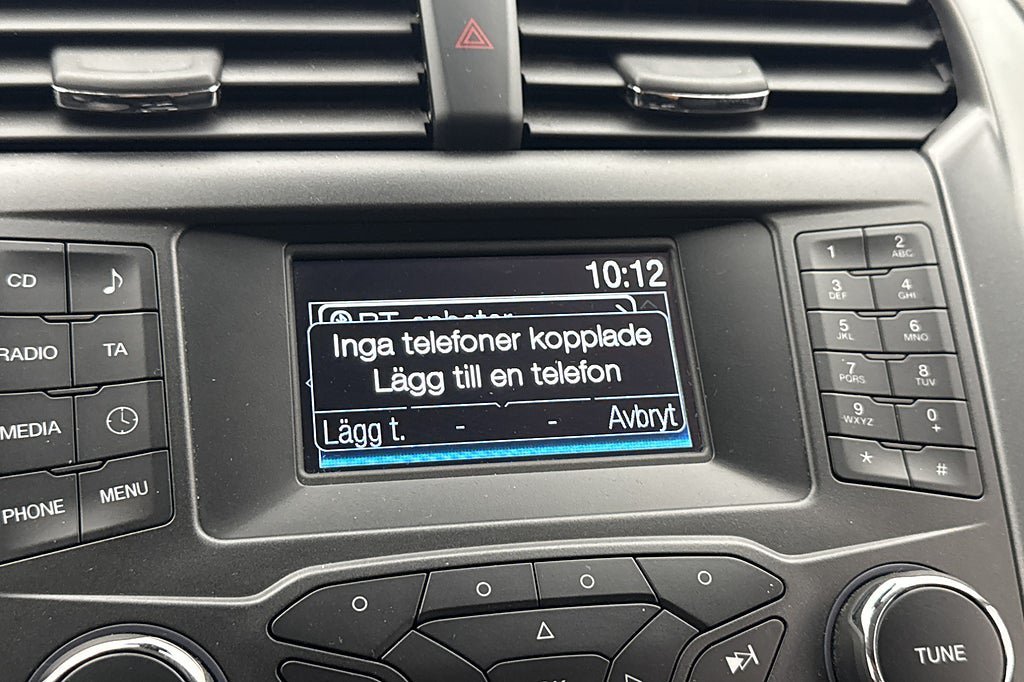 10:12
Inga telefoner kopplade
Lägg till en telefon
Lägg t. - - Avbryt
CD
RADIO TA
MEDIA
PHONE MENU
1 2 ABC
3 DEF 4 GHI
5 JKL 6 MNO
7 PQRS 8 TUV
9 WXYZ 0 +
* #
TUNE